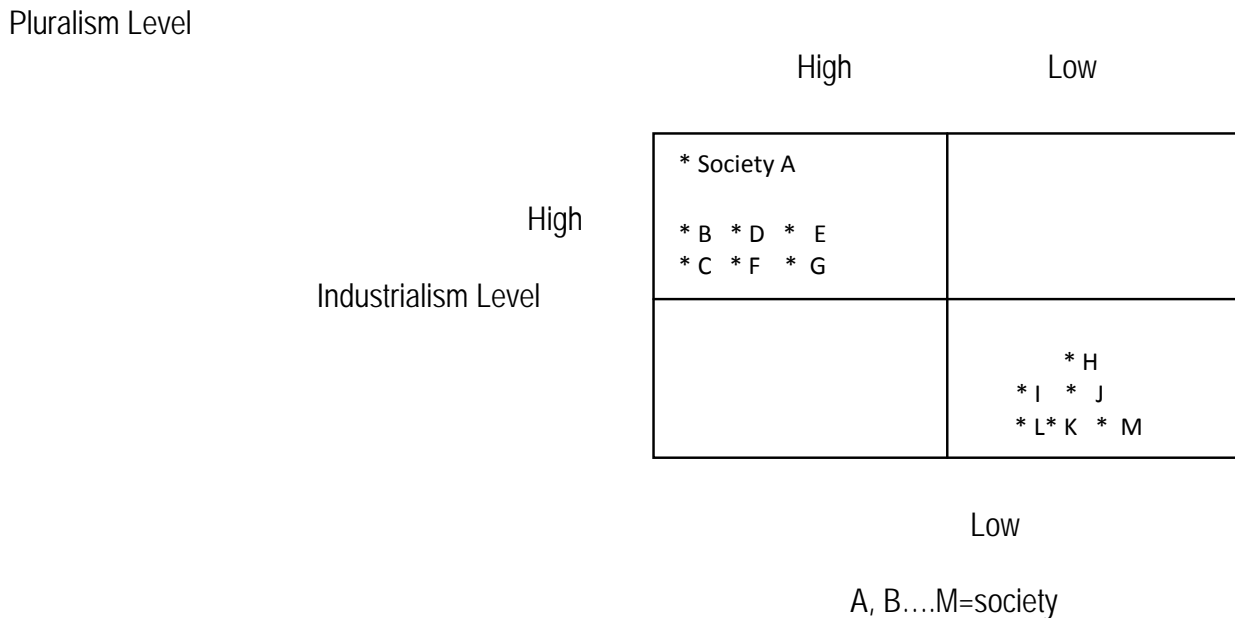 Pluralism Level
High Low
* Society A
High
* B * D * E
* C * F * G
Industrialism Level
* H
* I * J
* L* K * M
Low
A, B….M=society